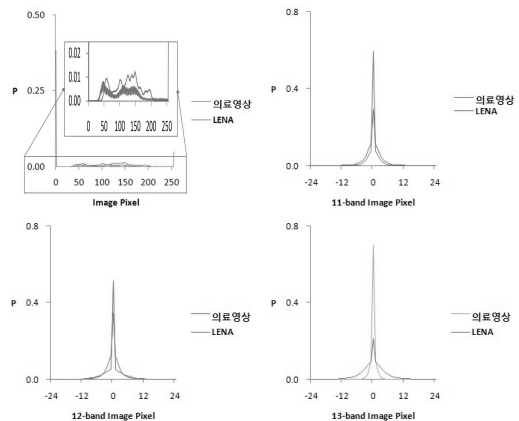 0.50
P
0.25
0.00
0.02
0.01
0.00
0 50 100 150 200 250
의료영상
LENA
0 50 100 150 200 250
Image Pixel
0.8
P
0.4
0.0
의료영상
LENA
-24 -12 0 12 24
11-band Image Pixel
0.8
P
0.4
0.0
의료영상
LENA
-24 -12 0 12 24
12-band Image Pixel
0.8
P
0.4
0.0
의료영상
LENA
-24 -12 0 12 24
13-band Image Pixel